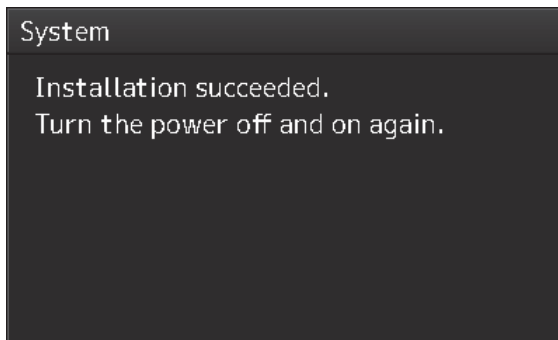 System
Installation succeeded.
Turn the power off and on again.